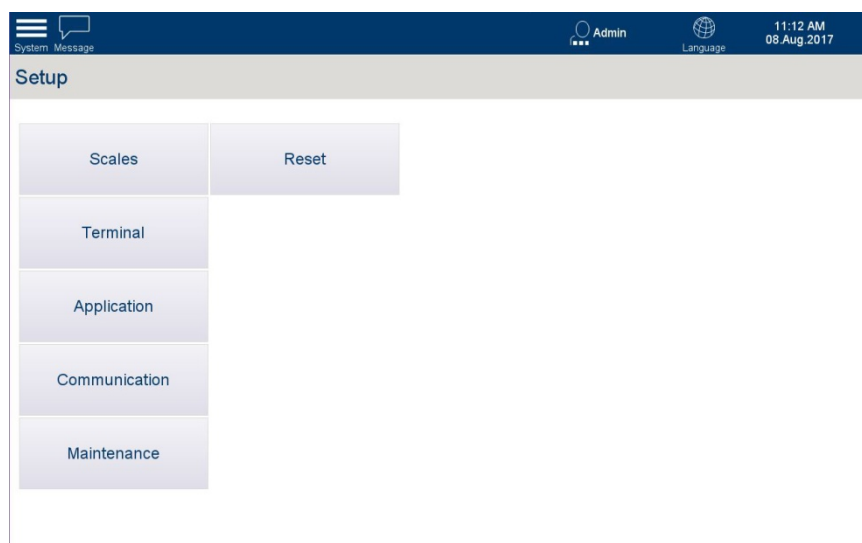 System Message
Admin
Language
11:12 AM
08.Aug.2017
Setup
Scales
Reset
Terminal
Application
Communication
Maintenance